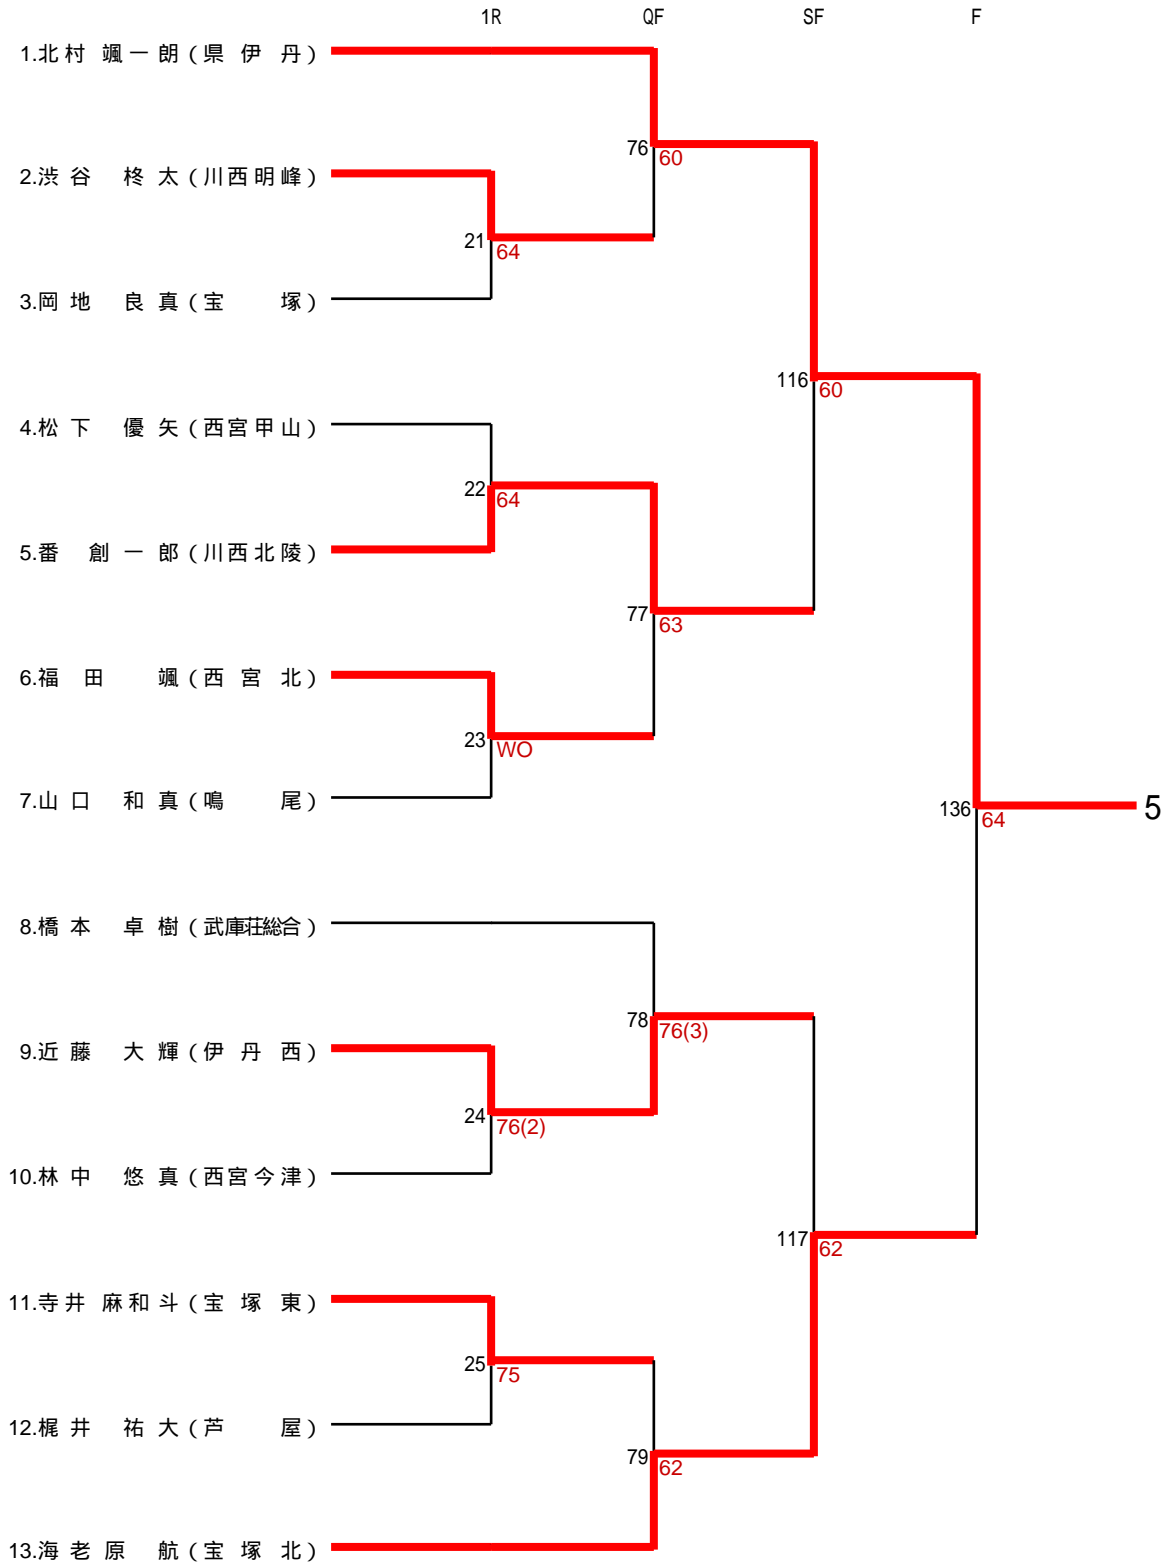 1R QF SF F
1.北村 颯一朗(県伊丹)
76 60
2.渋谷 柊太(川西明峰)
21 64
3.岡地 良真(宝塚)
116 60
4.松下 優矢(西宮甲山)
22 64
5.番 創一郎(川西北陵)
77 63
6.福田 颯(西宮北)
23 WO
7.山口 和真(鳴尾)
136 64 5
8.橋本 卓樹(武庫荘総合)
78 76(3)
9.近藤 大輝(伊丹西)
24 76(2)
10.林中 悠真(西宮今津)
117 62
11.寺井 麻和斗(宝塚東)
25 75
12.梶井 祐大(芦屋)
79 62
13.海老原 航(宝塚北)